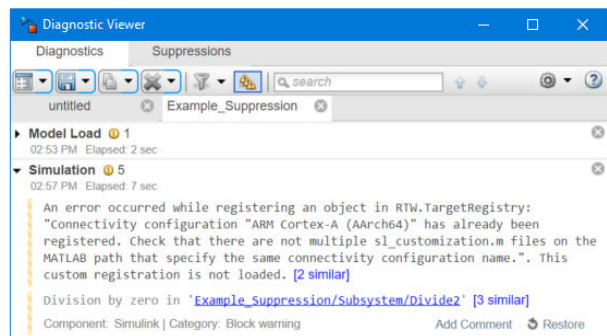 Diagnostic Viewer
Diagnostics Suppressions
search
untitled Example_Suppression
Model Load 1
02:53 PM Elapsed: 2 sec
Simulation 5
02:57 PM Elapsed: 7 sec
An error occurred while registering an object in RTW.TargetRegistry:
"Connectivity configuration "ARM Cortex-A (AArch64)" has already been
registered. Check that there are not multiple sl_customization.m files on the
MATLAB path that specify the same connectivity configuration name.". This
custom registration is not loaded. [2 similar]
Division by zero in 'Example_Suppression/Subsystem/Divide2' [3 similar]
Component: Simulink | Category: Block warning Add Comment Restore